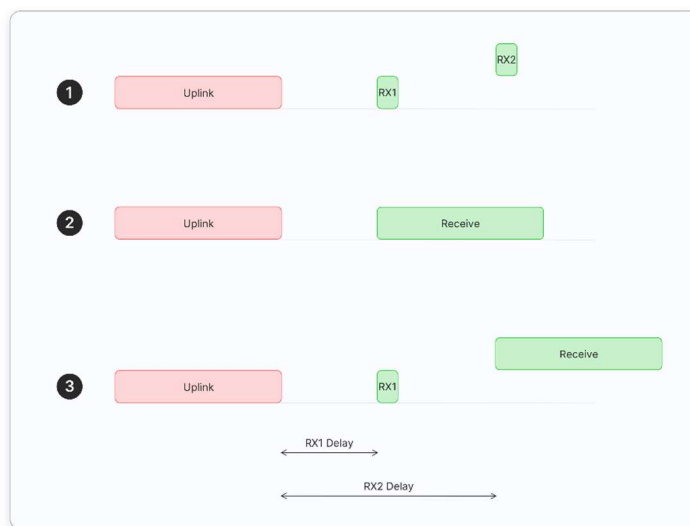 RX2
1 Uplink RX1
2 Uplink Receive
Receive
3 Uplink RX1
RX1 Delay
RX2 Delay